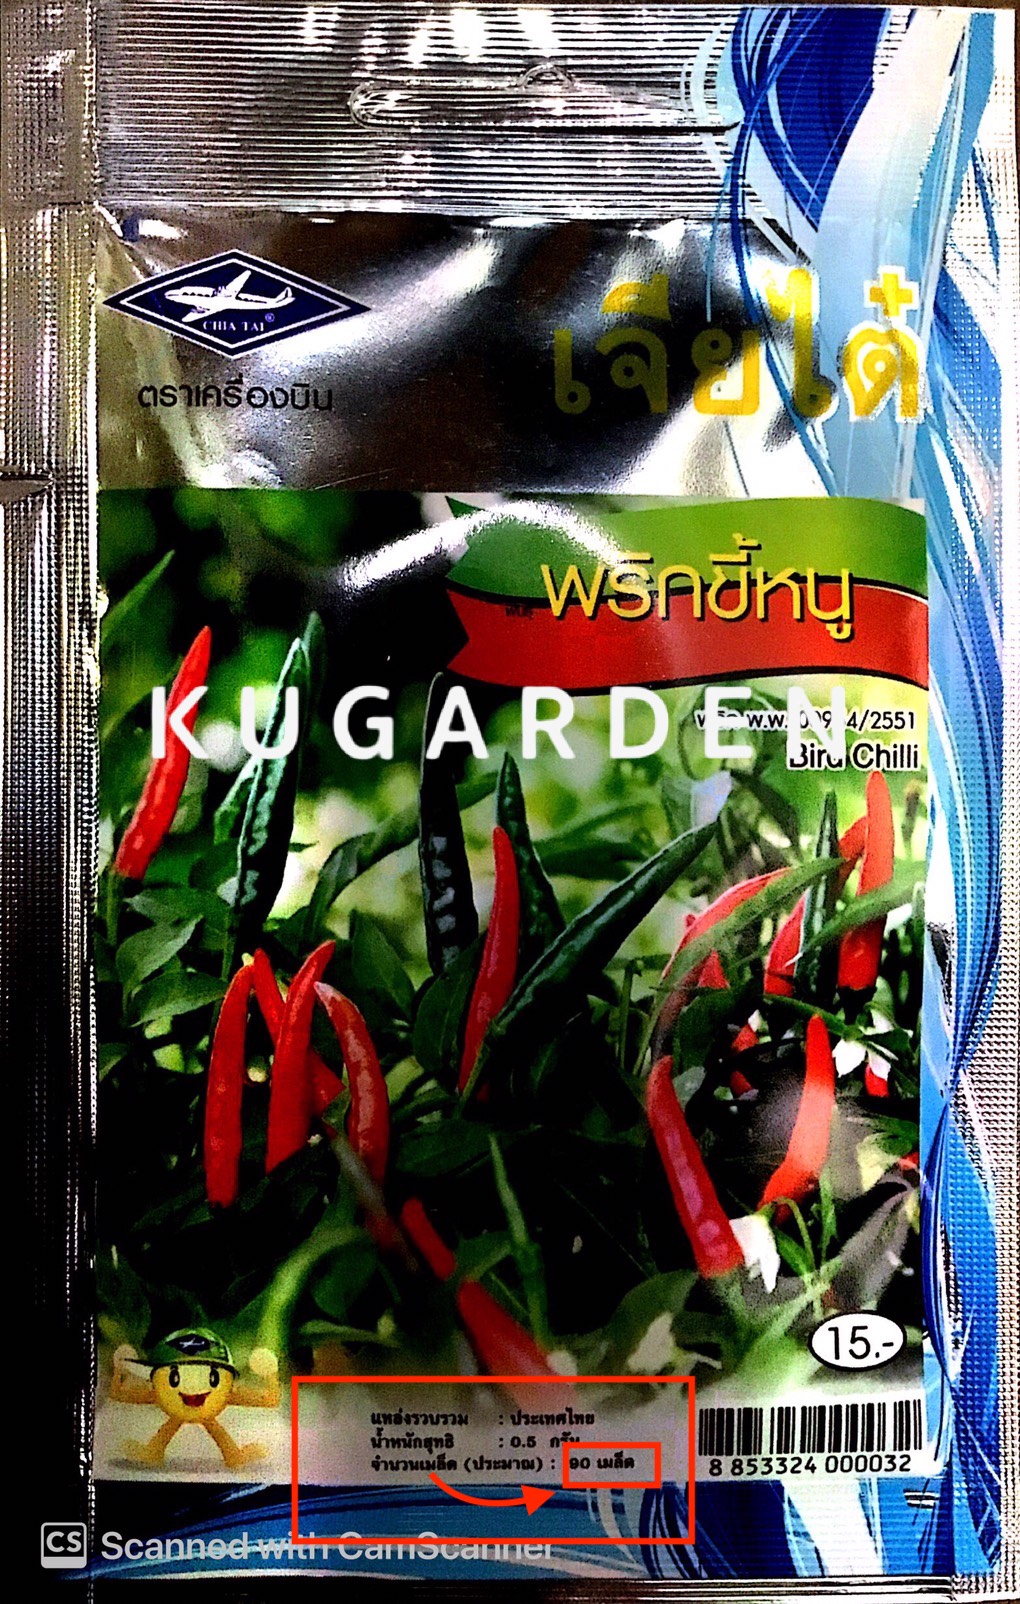 CHIA TAI®
ตราเครื่องบิน
เจียไต๋
พริกขี้หนู
KUGARDEN
Bird Chilli
15.-
แหล่งรวบรวม : ประเทศไทย
น้ำหนักสุทธิ : 0.5 กรัม
จำนวนเมล็ด (ประมาณ) : 90 เมล็ด
8 853324 000032
CS Scanned with CamScanner